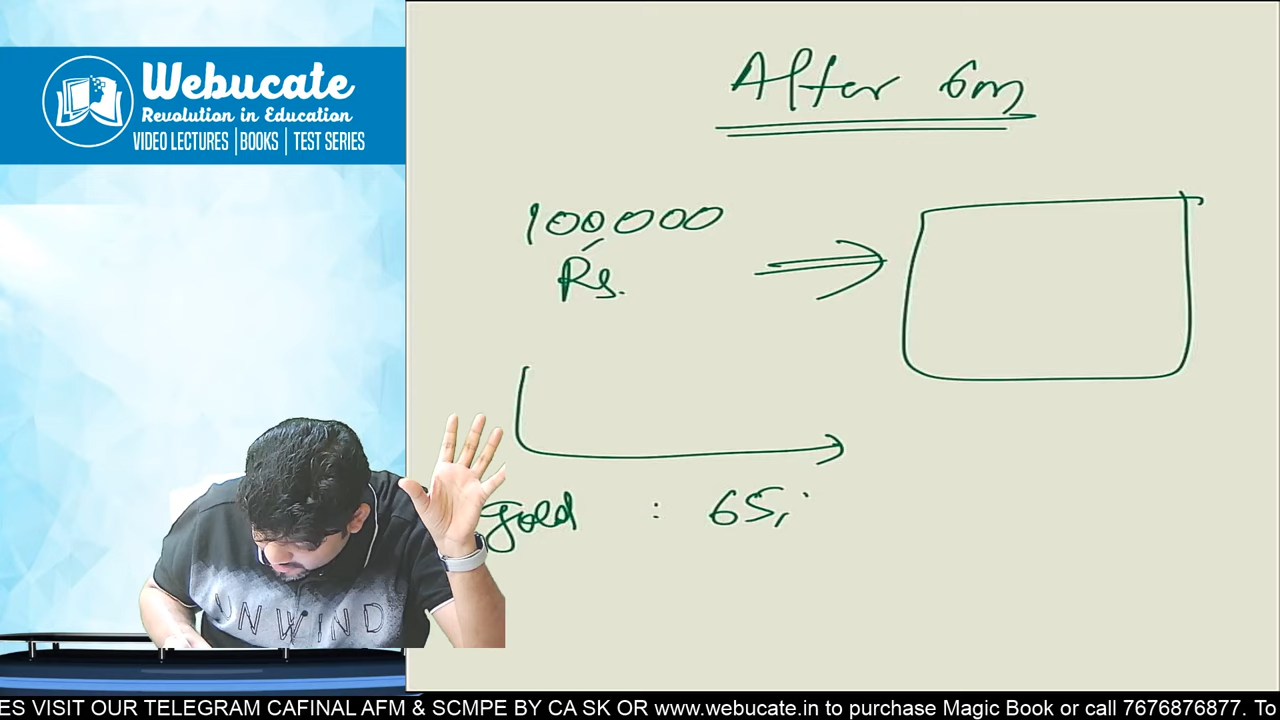 Webucate
Revolution in Education
VIDEO LECTURES | BOOKS | TEST SERIES
After 6m
100000
Rs.
gold : 65,
UNWIND
ES VISIT OUR TELEGRAM CAFINAL AFM & SCMPE BY CA SK OR www.webucate.in to purchase Magic Book or call 7676876877. To